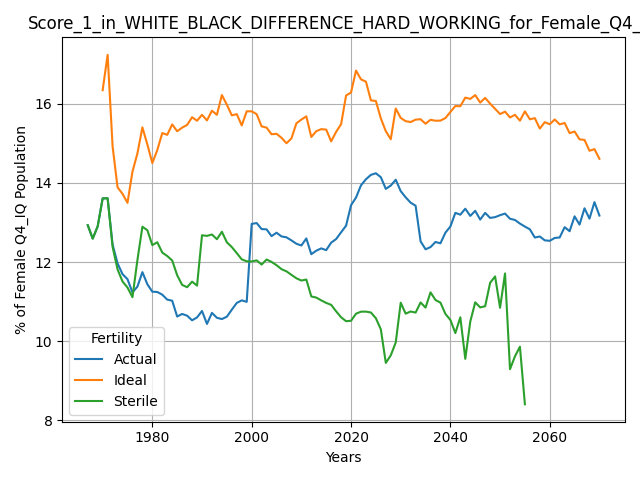 Score_1_in_WHITE_BLACK_DIFFERENCE_HARD_WORKING_for_Female_Q4_
% of Female Q4_IQ Population
16
14
12
10
8
Fertility
Actual
Ideal
Sterile
1980 2000 2020 2040 2060
Years